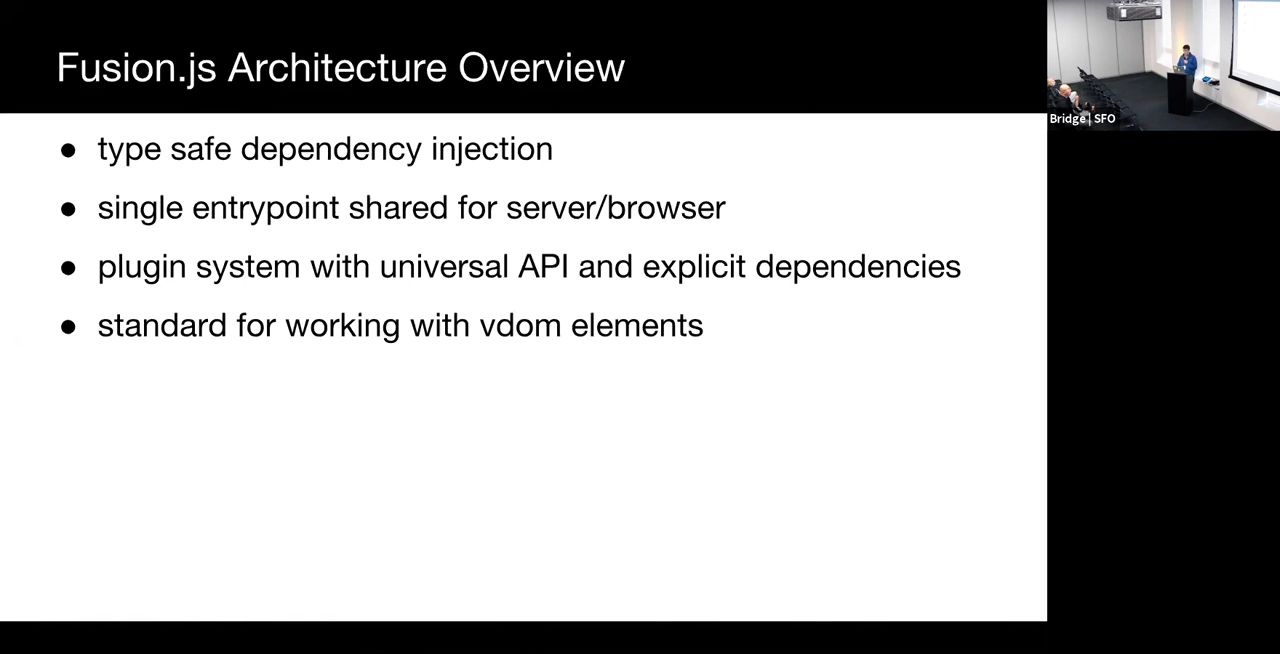 Fusion.js Architecture Overview
● type safe dependency injection
● single entrypoint shared for server/browser
● plugin system with universal API and explicit dependencies
● standard for working with vdom elements
Bridge | SFO